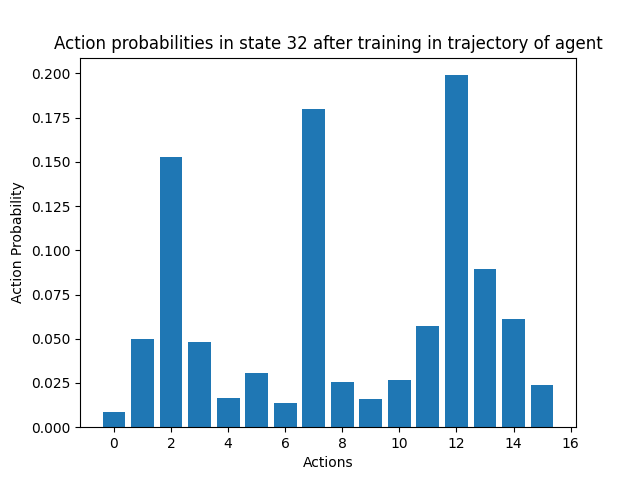 Action probabilities in state 32 after training in trajectory of agent
0.200
0.175
0.150
0.125
0.100
0.075
0.050
0.025
0.000
Action Probability
0 2 4 6 8 10 12 14 16
Actions